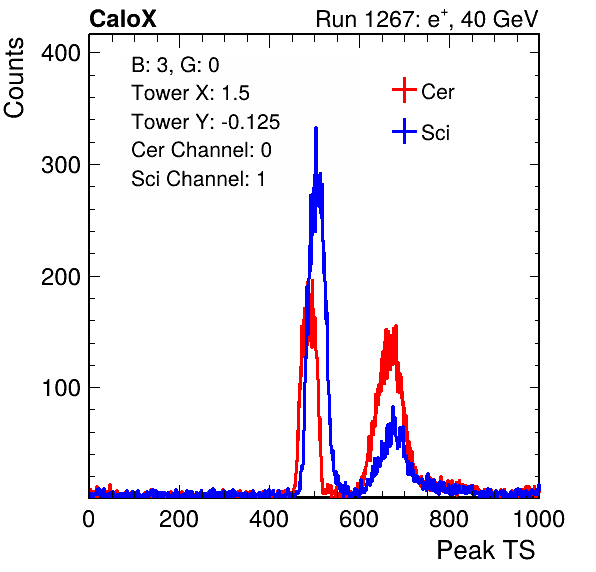 CaloX Run 1267: e+, 40 GeV
Counts
B: 3, G: 0
Tower X: 1.5
Tower Y: -0.125
Cer Channel: 0
Sci Channel: 1
Cer
Sci
400
300
200
100
0 200 400 600 800 1000
Peak TS